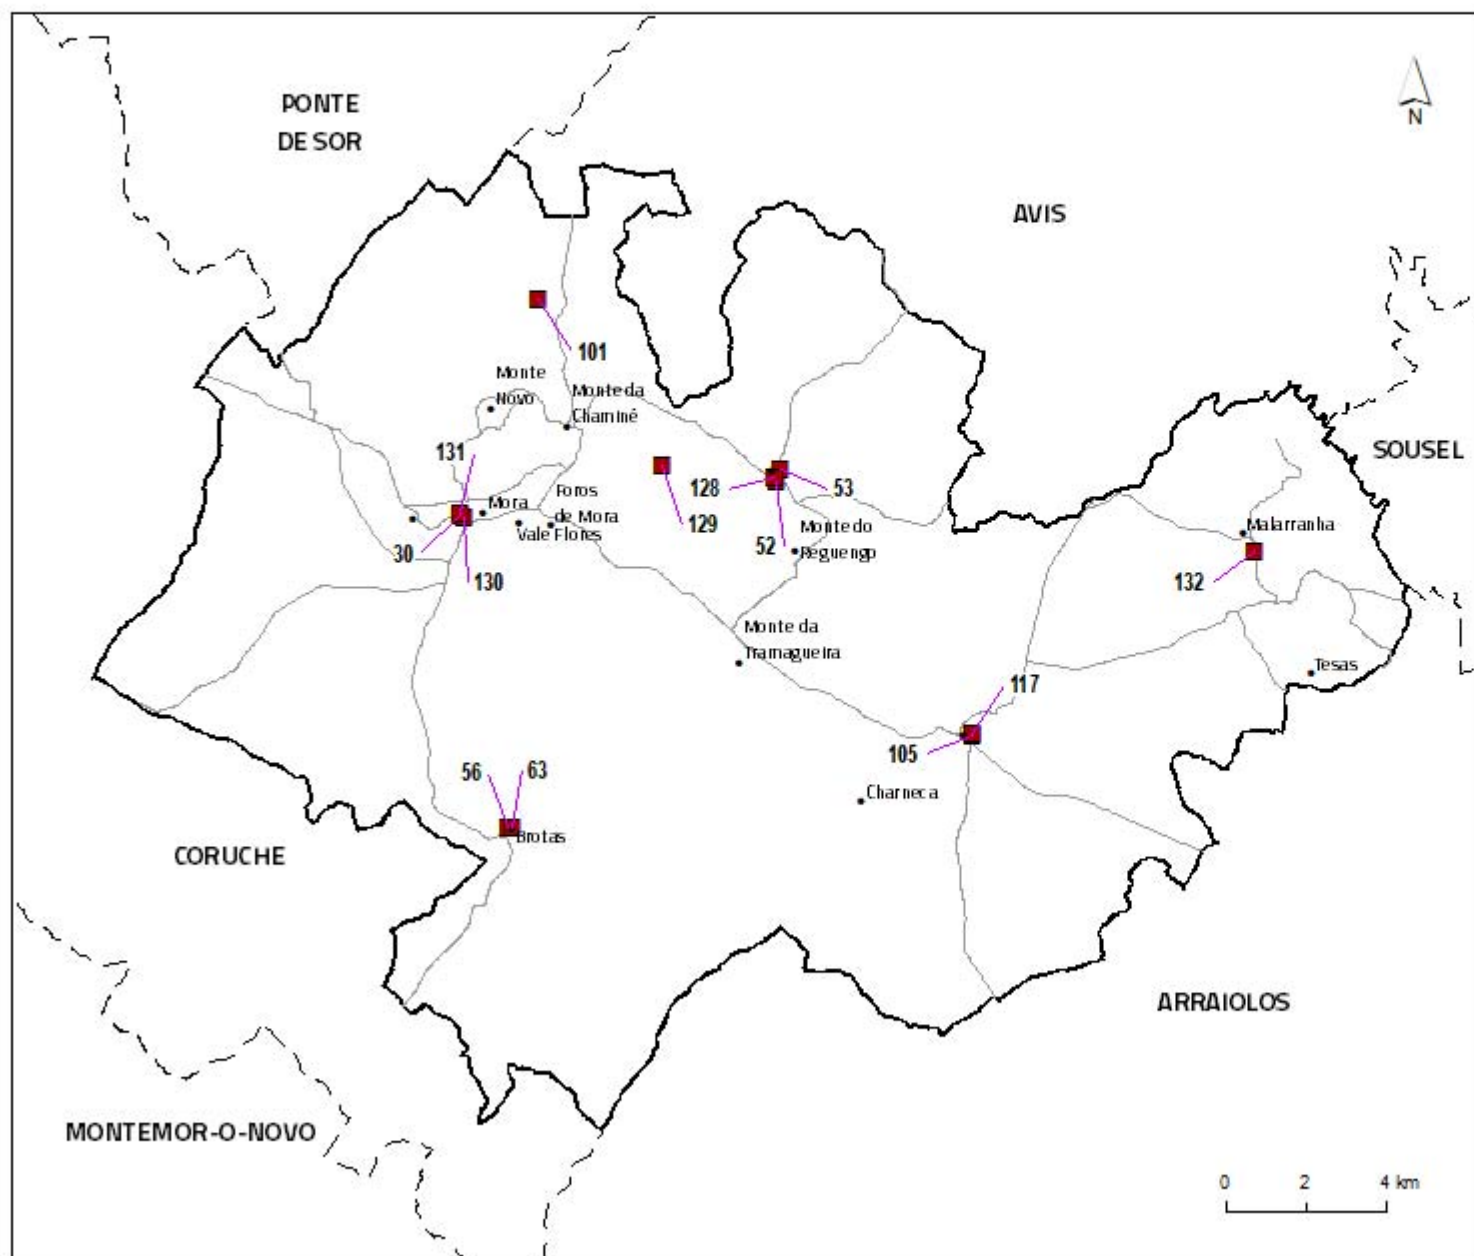 PONTE
DE SOR
N
AVIS
101
Monte
Novo
Monte da
Chaminé
131
SOUSEL
128
53
129
Mora
Foros
de Mora
Vale Flores
Monte do
Reguengo
52
30
130
Malarranha
132
Monte da
Tramagueira
Tesas
117
105
56
63
Charneca
Brotas
CORUCHE
ARRAIOLOS
MONTEMOR-O-NOVO
0 2 4 km